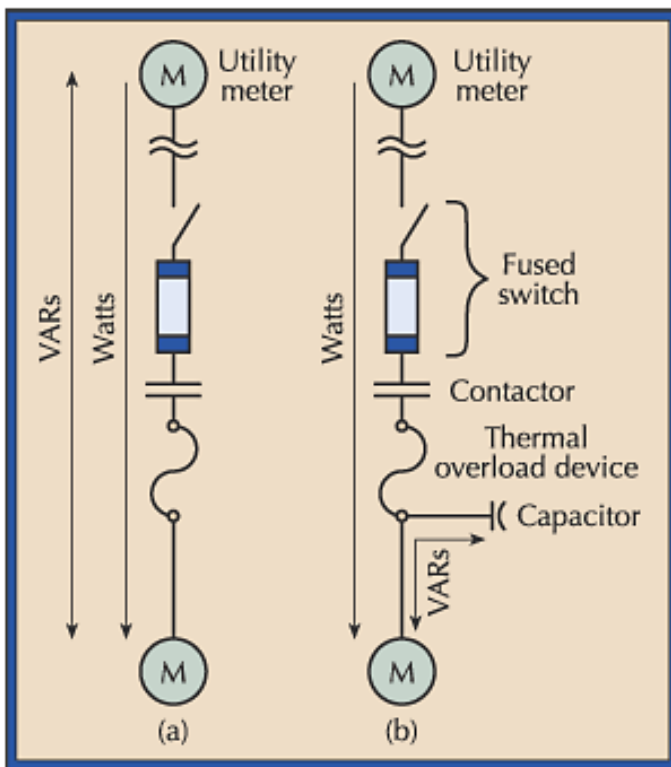 M
Utility
meter
M
Utility
meter
VARs
Watts
Watts
Fused
switch
Contactor
Thermal
overload device
Capacitor
VARs
M
M
(a)
(b)